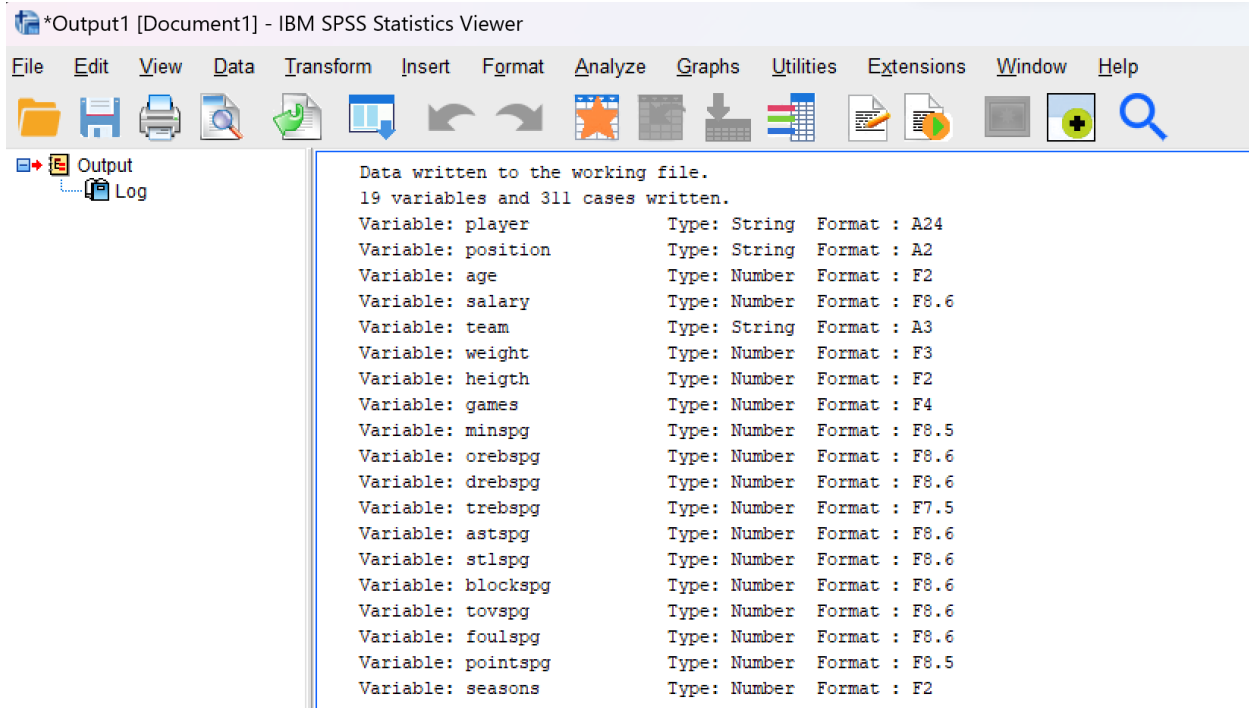 *Output1 [Document1] - IBM SPSS Statistics Viewer
File Edit View Data Transform Insert Format Analyze Graphs Utilities Extensions Window Help
Output
Log
Data written to the working file.
19 variables and 311 cases written.
Variable: player Type: String Format : A24
Variable: position Type: String Format : A2
Variable: age Type: Number Format : F2
Variable: salary Type: Number Format : F8.6
Variable: team Type: String Format : A3
Variable: weight Type: Number Format : F3
Variable: heigth Type: Number Format : F2
Variable: games Type: Number Format : F4
Variable: minspg Type: Number Format : F8.5
Variable: orebspg Type: Number Format : F8.6
Variable: drebspg Type: Number Format : F8.6
Variable: trebspg Type: Number Format : F7.5
Variable: astspg Type: Number Format : F8.6
Variable: stlspg Type: Number Format : F8.6
Variable: blockspg Type: Number Format : F8.6
Variable: tovspg Type: Number Format : F8.6
Variable: foulspg Type: Number Format : F8.6
Variable: pointspg Type: Number Format : F8.5
Variable: seasons Type: Number Format : F2